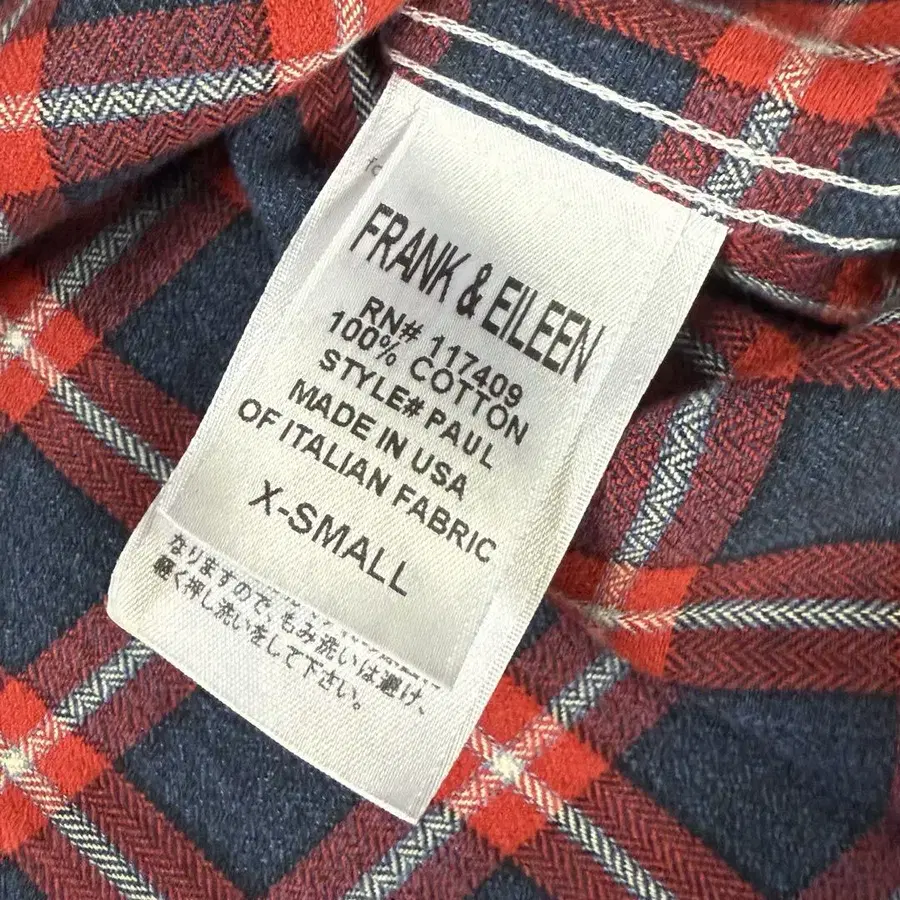 FRANK & EILEEN
RN# 117409
100% COTTON
STYLE# PAUL
MADE IN USA
OF ITALIAN FABRIC
X-SMALL
なりますので、もみ洗いは避け、
軽く押し洗いをして下さい。